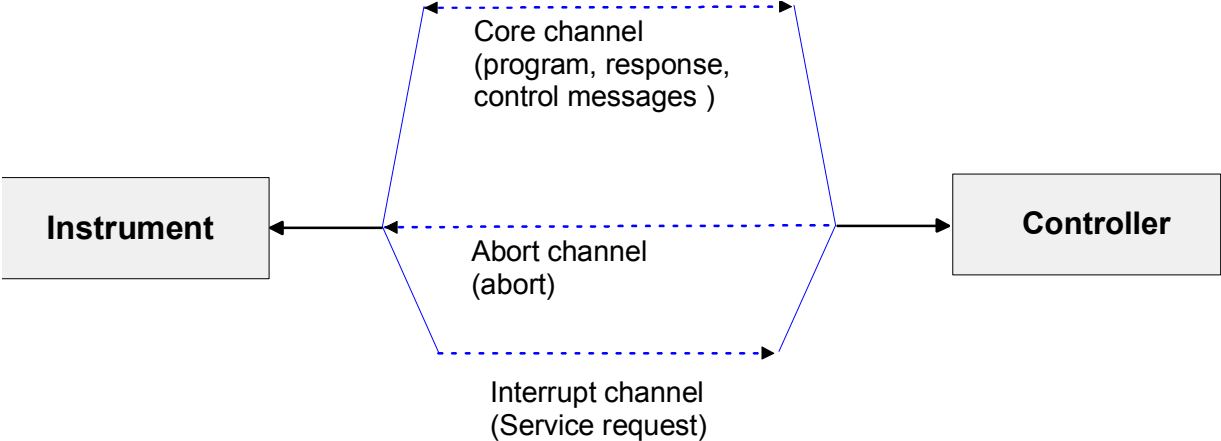 Core channel
(program, response,
control messages )
Instrument
Controller
Abort channel
(abort)
Interrupt channel
(Service request)